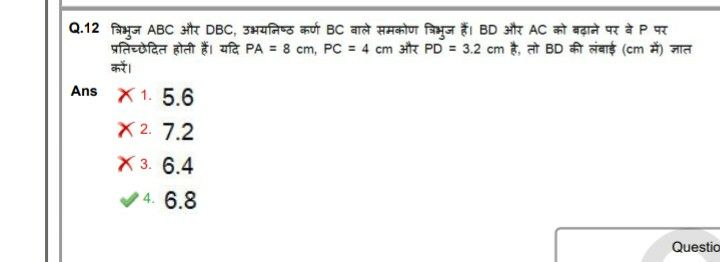 Q.12 त्रिभुज ABC और DBC, उभयनिष्ठ कर्ण BC वाले समकोण त्रिभुज हैं। BD और AC को बढ़ाने पर वे P पर
प्रतिच्छेदित होती हैं। यदि PA = 8 cm, PC = 4 cm और PD = 3.2 cm है, तो BD की लंबाई (cm में) ज्ञात
करें।
Ans 1. 5.6
2. 7.2
3. 6.4
4. 6.8
Questio